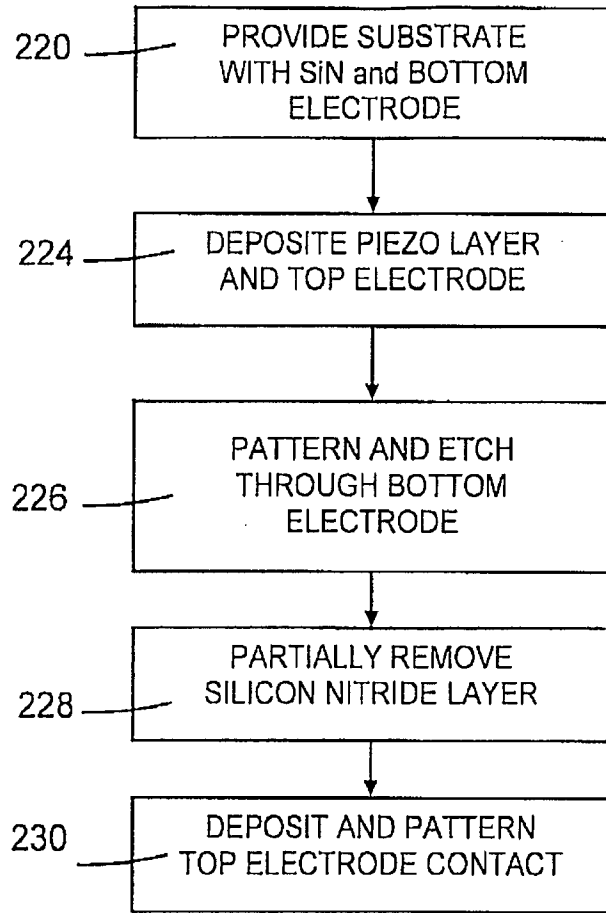 220
PROVIDE SUBSTRATE
WITH SiN and BOTTOM
ELECTRODE
224
DEPOSITE PIEZO LAYER
AND TOP ELECTRODE
226
PATTERN AND ETCH
THROUGH BOTTOM
ELECTRODE
228
PARTIALLY REMOVE
SILICON NITRIDE LAYER
230
DEPOSIT AND PATTERN
TOP ELECTRODE CONTACT